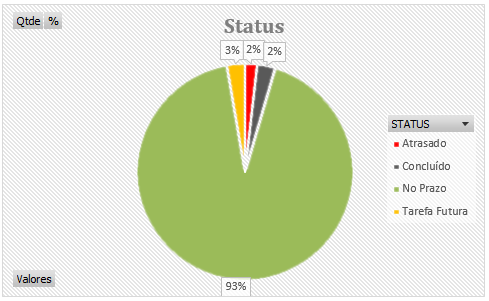 Qtde %
Status
3% 2% 2%
STATUS
Atrasado
Concluído
No Prazo
Tarefa Futura
Valores
93%